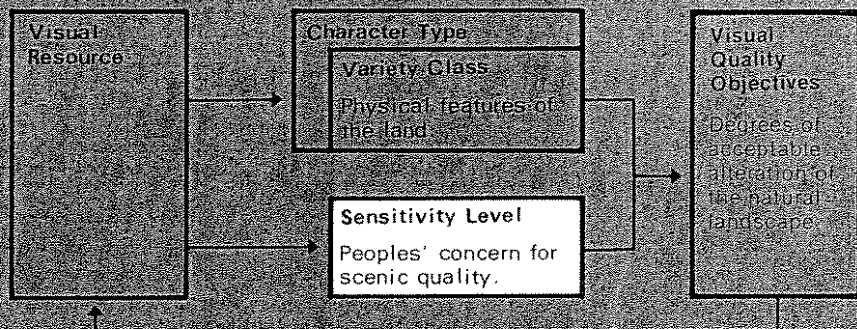 Visual
Resource
Character Type
Variety Class
Physical features of
the land
Sensitivity Level
Peoples' concern for
scenic quality.
Visual
Quality
Objectives
Degrees of
acceptable
alteration of
the natural
landscape.